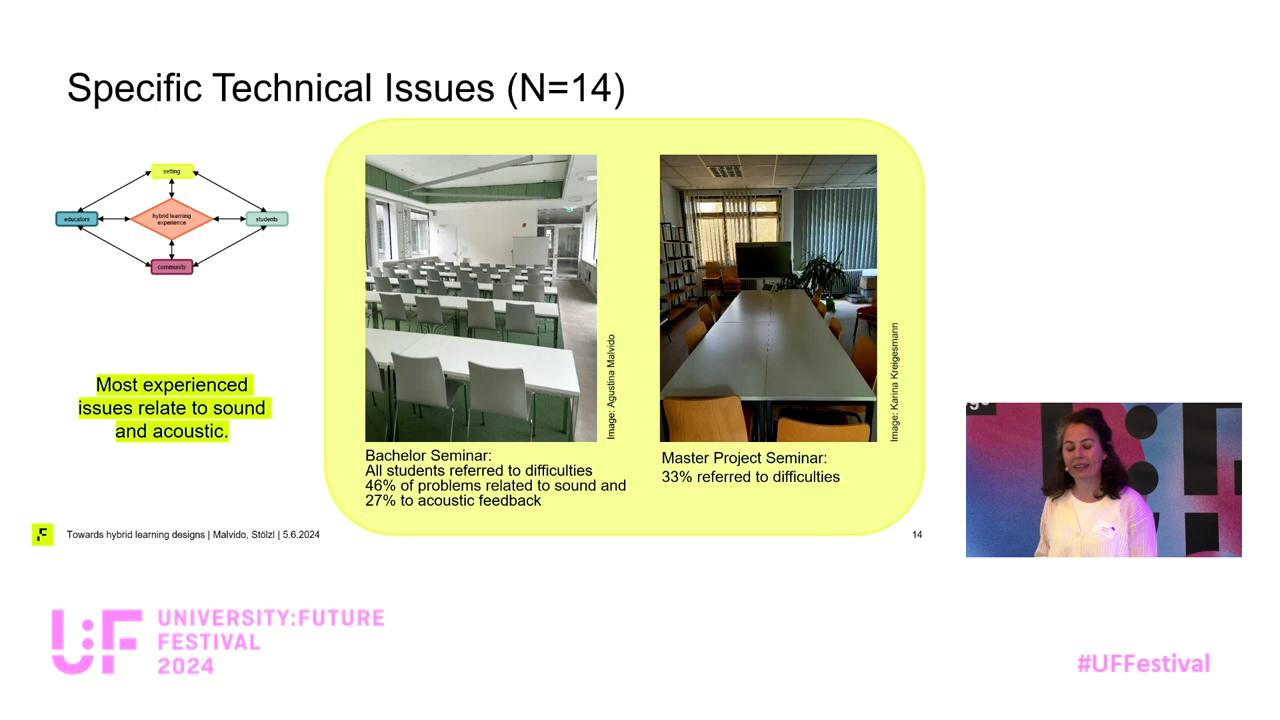 Specific Technical Issues (N=14)
setting
educators
hybrid learning
experience
students
community
Most experienced
issues relate to sound
and acoustic.
Image: Agustina Malvido
Bachelor Seminar:
All students referred to difficulties
46% of problems related to sound and
27% to acoustic feedback
Image: Karina Kreigesmann
Master Project Seminar:
33% referred to difficulties
Towards hybrid learning designs | Malvido, Stölzl | 5.6.2024
14
U:F UNIVERSITY:FUTURE
FESTIVAL
2024
#UFFestival